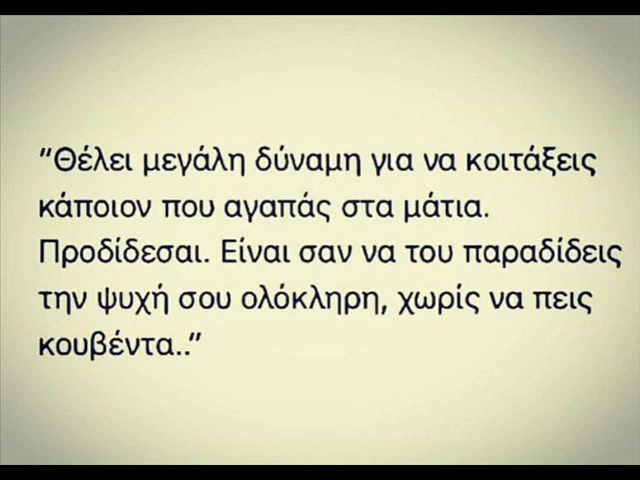 “Θέλει μεγάλη δύναμη για να κοιτάξεις
κάποιον που αγαπάς στα μάτια.
Προδίδεσαι. Είναι σαν να του παραδίδεις
την ψυχή σου ολόκληρη, χωρίς να πεις
κουβέντα..”